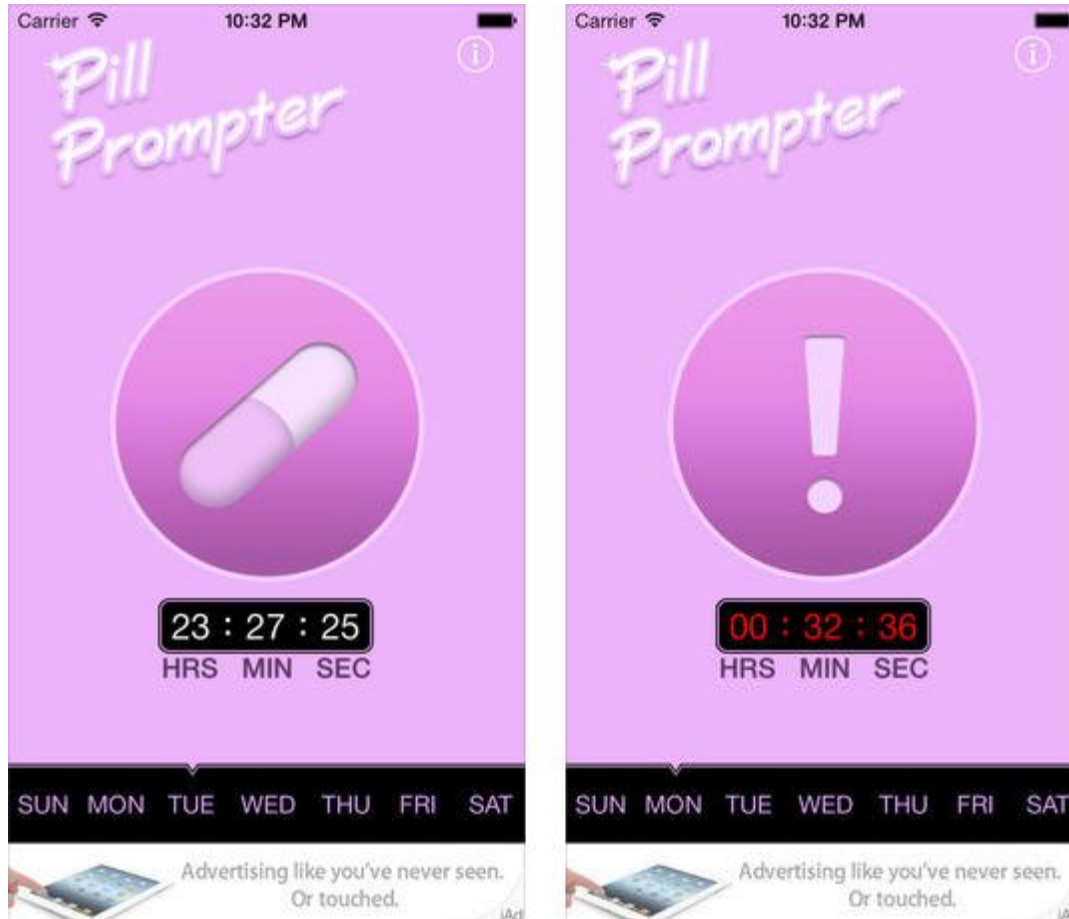 Carrier 10:32 PM
i
Pill
Prompter
23 : 27 : 25
HRS MIN SEC
SUN MON TUE WED THU FRI SAT
Advertising like you've never seen.
Or touched.
iAd
Carrier 10:32 PM
i
Pill
Prompter
00 : 32 : 36
HRS MIN SEC
SUN MON TUE WED THU FRI SAT
Advertising like you've never seen.
Or touched.